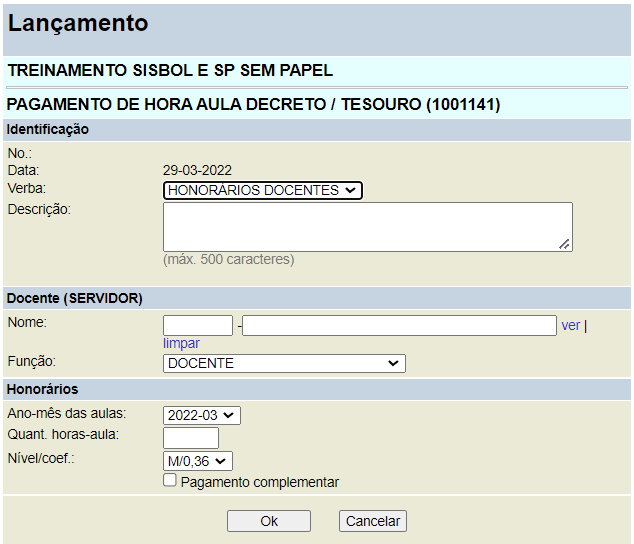 Lançamento
TREINAMENTO SISBOL E SP SEM PAPEL
PAGAMENTO DE HORA AULA DECRETO / TESOURO (1001141)
Identificação
No.:
Data: 29-03-2022
Verba: HONORÁRIOS DOCENTES
Descrição:
(máx. 500 caracteres)
Docente (SERVIDOR)
Nome: - ver |
limpar
Função: DOCENTE
Honorários
Ano-mês das aulas: 2022-03
Quant. horas-aula:
Nível/coef.: M/0,36
Pagamento complementar
Ok Cancelar